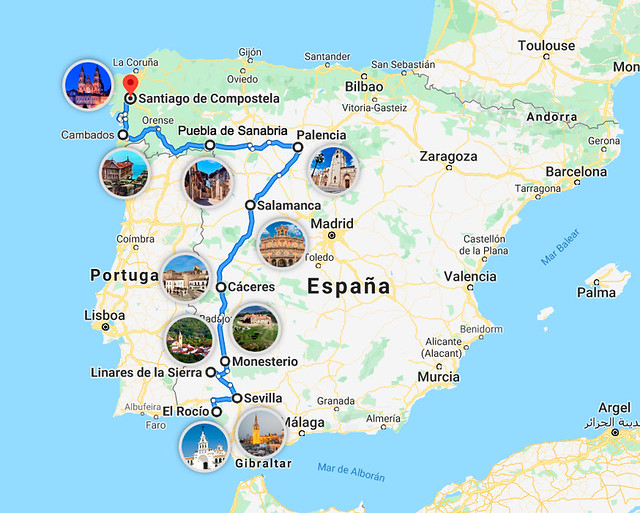 Toulouse
Gijón
La Coruña
Santander
San Sebastián
Mon
Oviedo
Bilbao
Santiago de Compostela
Vitoria-Gasteiz
Andorra
Orense
Puebla de Sanabria
Cambados
Palencia
Gerona
Zaragoza
Barcelona
Tarragona
Salamanca
Madrid
Coímbra
Castellón
de la Plana
Mar Balear
Toledo
Portuga
Cáceres
España
Valencia
Palma
Lisboa
Badajoz
Benidorm
Alicante
(Alacant)
Monesterio
Linares de la Sierra
Murcia
Sevilla
Granada
Albufeira
El Rocío
Argel
Faro
Málaga
Almería
دينة الجزائر
Gibraltar
Mar de Alborán